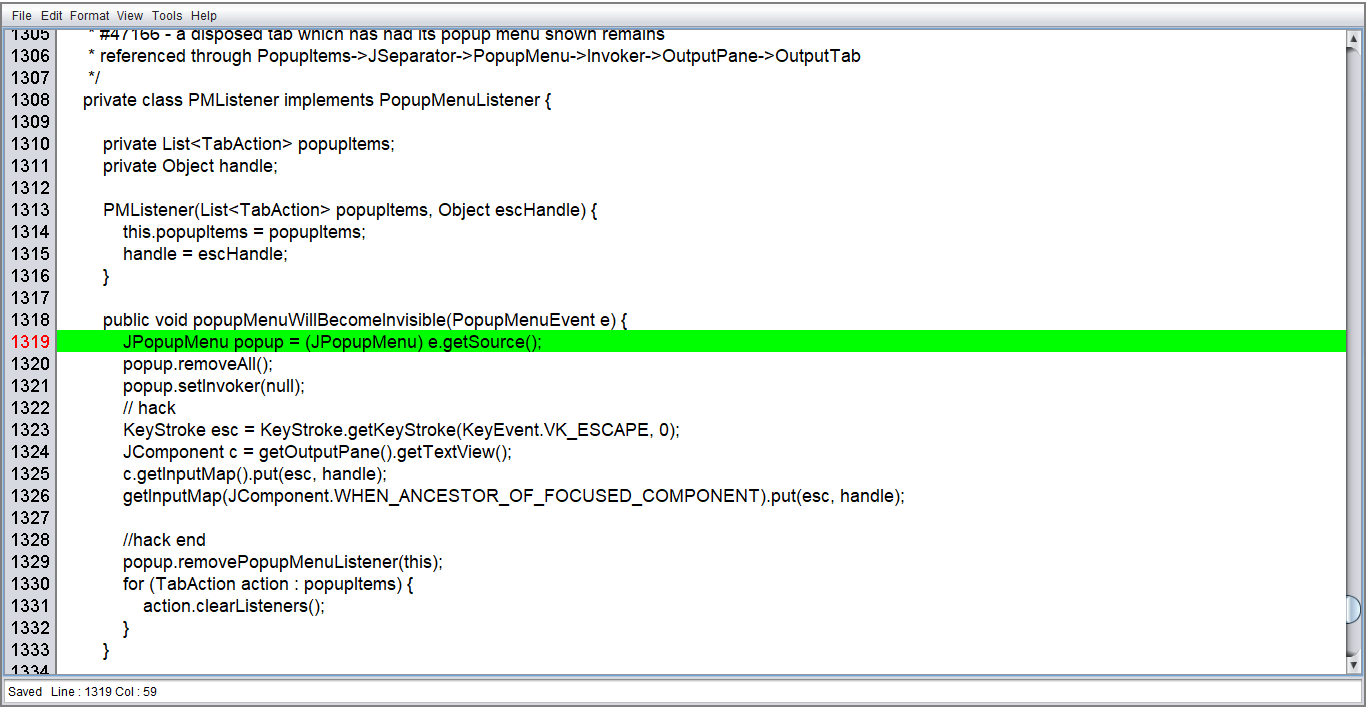 File Edit Format View Tools Help
1305 * #47166 - a disposed tab which has had its popup menu shown remains
1306 * referenced through PopupItems->JSeparator->PopupMenu->Invoker->OutputPane->OutputTab
1307 */
1308 private class PMListener implements PopupMenuListener {
1309
1310 private List<TabAction> popupItems;
1311 private Object handle;
1312
1313 PMListener(List<TabAction> popupItems, Object escHandle) {
1314 this.popupItems = popupItems;
1315 handle = escHandle;
1316 }
1317
1318 public void popupMenuWillBecomeInvisible(PopupMenuEvent e) {
1319 JPopupMenu popup = (JPopupMenu) e.getSource();
1320 popup.removeAll();
1321 popup.setInvoker(null);
1322 // hack
1323 KeyStroke esc = KeyStroke.getKeyStroke(KeyEvent.VK_ESCAPE, 0);
1324 JComponent c = getOutputPane().getTextView();
1325 c.getInputMap().put(esc, handle);
1326 getInputMap(JComponent.WHEN_ANCESTOR_OF_FOCUSED_COMPONENT).put(esc, handle);
1327
1328 //hack end
1329 popup.removePopupMenuListener(this);
1330 for (TabAction action : popupItems) {
1331 action.clearListeners();
1332 }
1333 }
1334
Saved Line : 1319 Col : 59